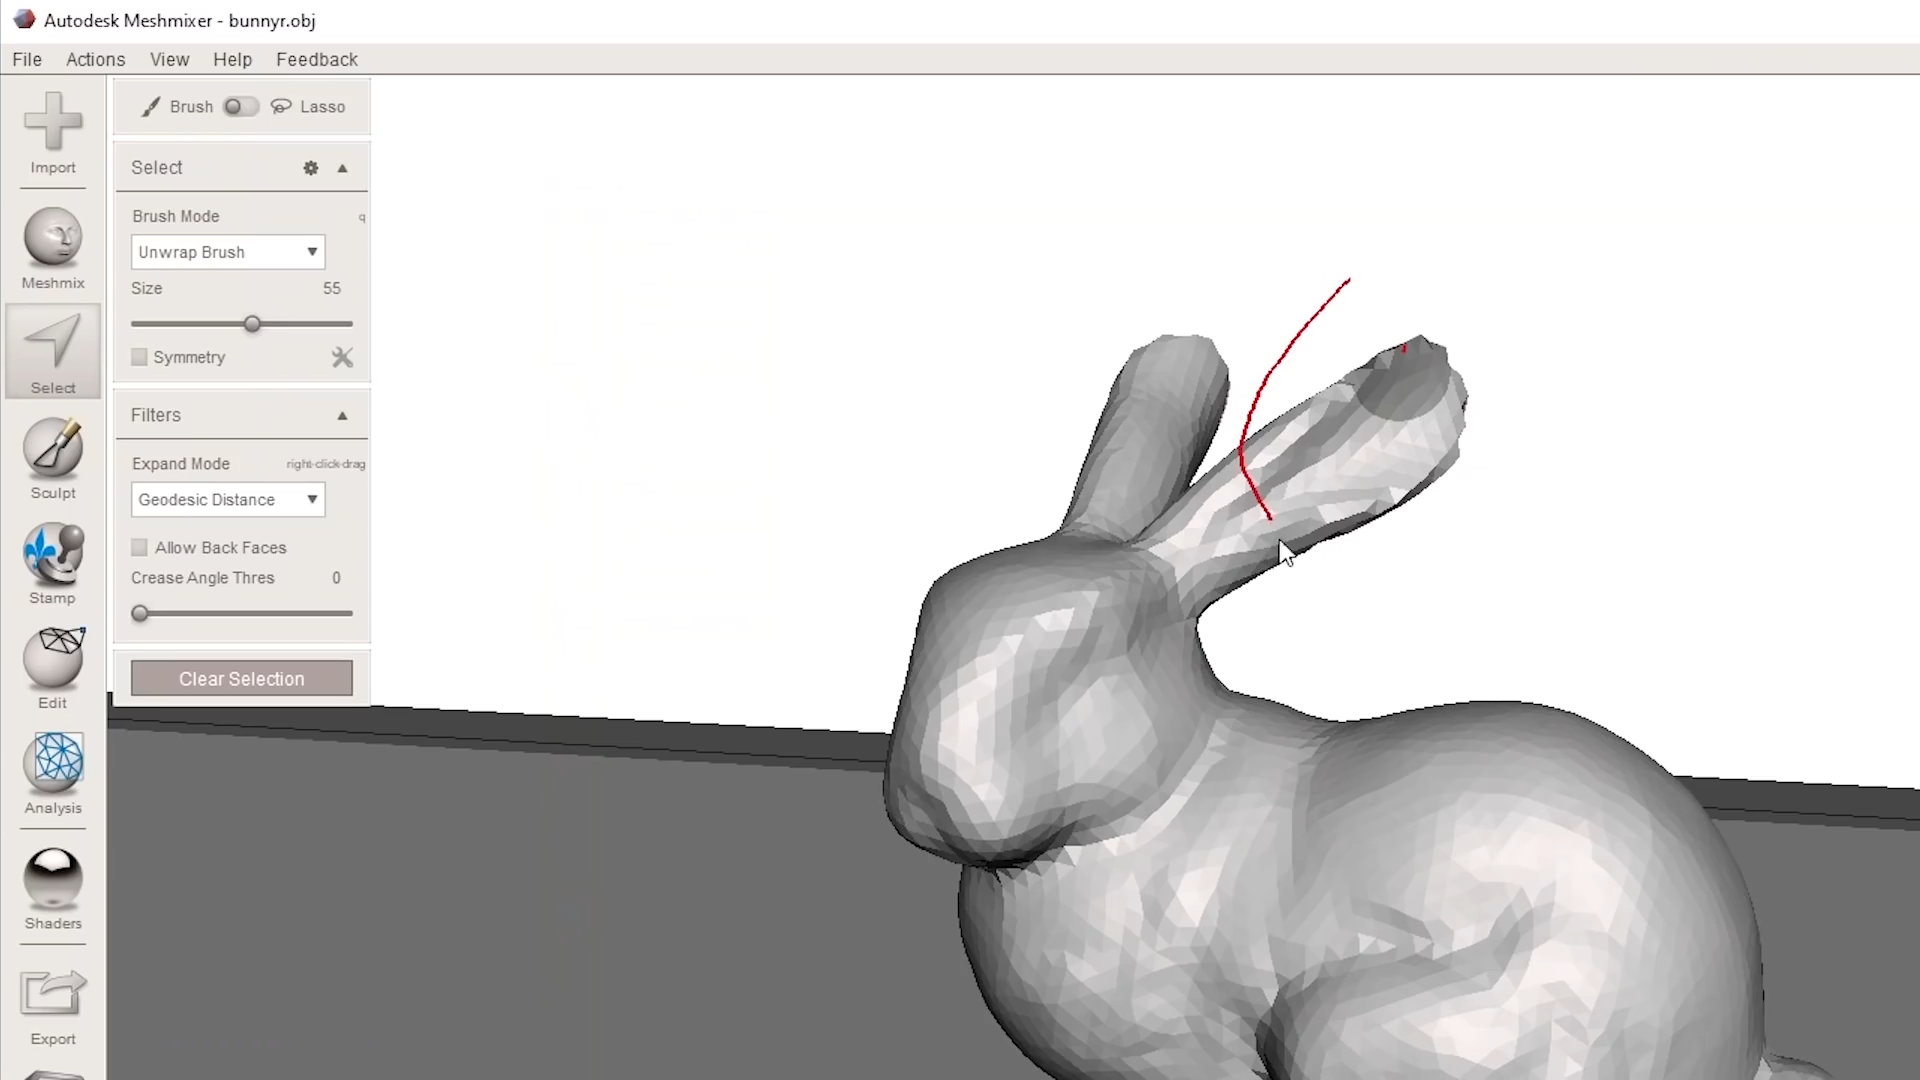 Autodesk Meshmixer - bunnyr.obj
File Actions View Help Feedback
Import
Meshmix
Select
Sculpt
Stamp
Edit
Analysis
Shaders
Export
Brush Lasso
Select
Brush Mode q
Unwrap Brush
Size 55
Symmetry
Filters
Expand Mode right-click-drag
Geodesic Distance
Allow Back Faces
Crease Angle Thres 0
Clear Selection